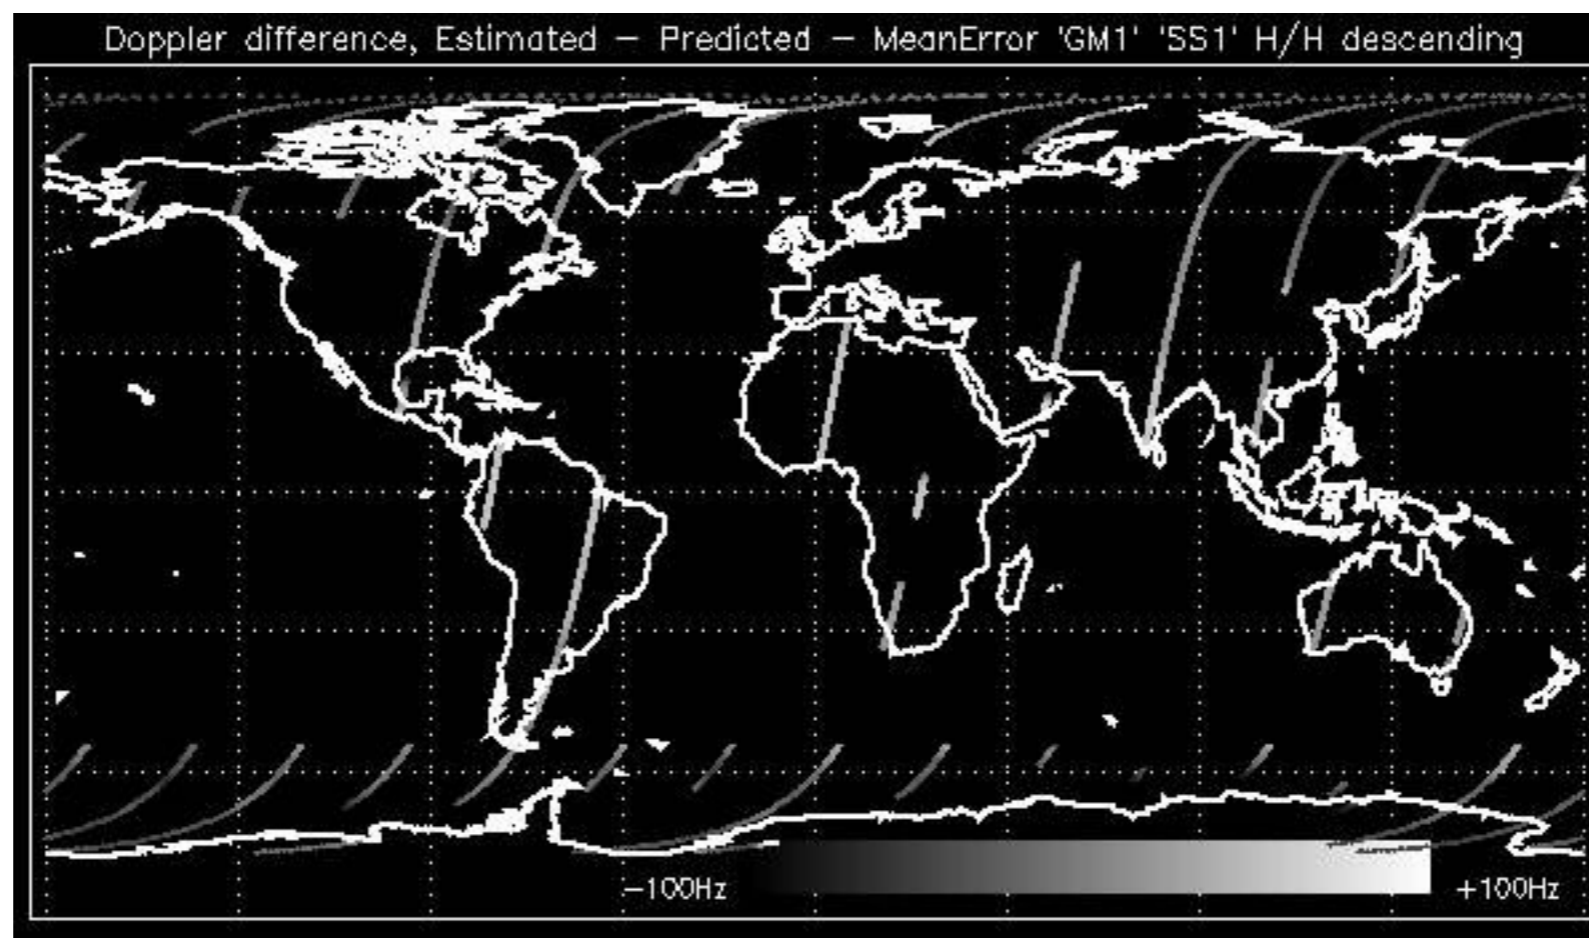 Doppler difference, Estimated – Predicted – MeanError 'GM1' 'SS1' H/H descending
–100Hz
+100Hz